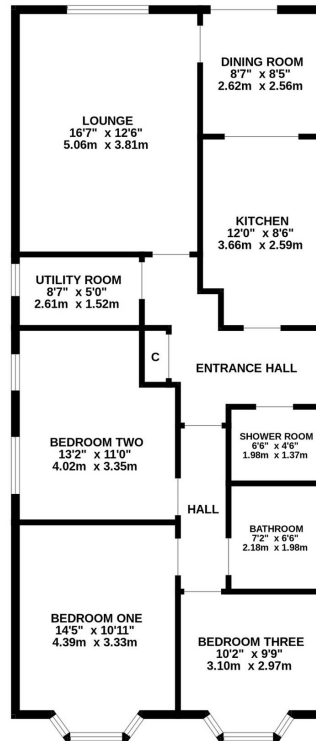 DINING ROOM
8'7" x 8'5"
2.62m x 2.56m
LOUNGE
16'7" x 12'6"
5.06m x 3.81m
KITCHEN
12'0" x 8'6"
3.66m x 2.59m
UTILITY ROOM
8'7" x 5'0"
2.61m x 1.52m
C
ENTRANCE HALL
BEDROOM TWO
13'2" x 11'0"
4.02m x 3.35m
SHOWER ROOM
6'6" x 4'6"
1.98m x 1.37m
HALL
BATHROOM
7'2" x 6'6"
2.18m x 1.98m
BEDROOM ONE
14'5" x 10'11"
4.39m x 3.33m
BEDROOM THREE
10'2" x 9'9"
3.10m x 2.97m